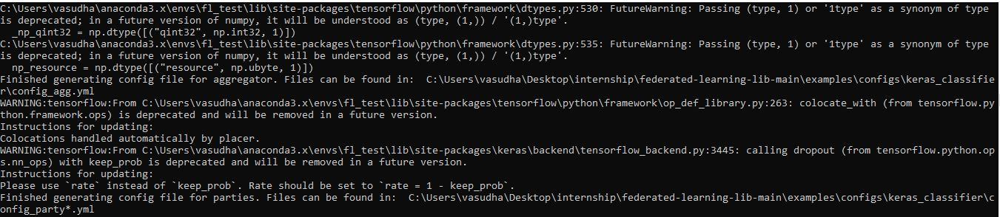 C:\Users\vasudha\anaconda3.x\envs\fl_test\lib\site-packages\tensorflow\python\framework\dtypes.py:530: FutureWarning: Passing (type, 1) or '1type' as a synonym of type
is deprecated; in a future version of numpy, it will be understood as (type, (1,)) / '(1,)type'.
  _np_qint32 = np.dtype([("qint32", np.int32, 1)])
C:\Users\vasudha\anaconda3.x\envs\fl_test\lib\site-packages\tensorflow\python\framework\dtypes.py:535: FutureWarning: Passing (type, 1) or '1type' as a synonym of type
is deprecated; in a future version of numpy, it will be understood as (type, (1,)) / '(1,)type'.
  np_resource = np.dtype([("resource", np.ubyte, 1)])
Finished generating config file for aggregator. Files can be found in:  C:\Users\vasudha\Desktop\internship\federated-learning-lib-main\examples\configs\keras_classifie
r\config_agg.yml
WARNING:tensorflow:From C:\Users\vasudha\anaconda3.x\envs\fl_test\lib\site-packages\tensorflow\python\framework\op_def_library.py:263: colocate_with (from tensorflow.py
thon.framework.ops) is deprecated and will be removed in a future version.
Instructions for updating:
Colocations handled automatically by placer.
WARNING:tensorflow:From C:\Users\vasudha\anaconda3.x\envs\fl_test\lib\site-packages\keras\backend\tensorflow_backend.py:3445: calling dropout (from tensorflow.python.op
s.nn_ops) with keep_prob is deprecated and will be removed in a future version.
Instructions for updating:
Please use `rate` instead of `keep_prob`. Rate should be set to `rate = 1 - keep_prob`.
Finished generating config file for parties. Files can be found in:  C:\Users\vasudha\Desktop\internship\federated-learning-lib-main\examples\configs\keras_classifier\c
onfig_party*.yml